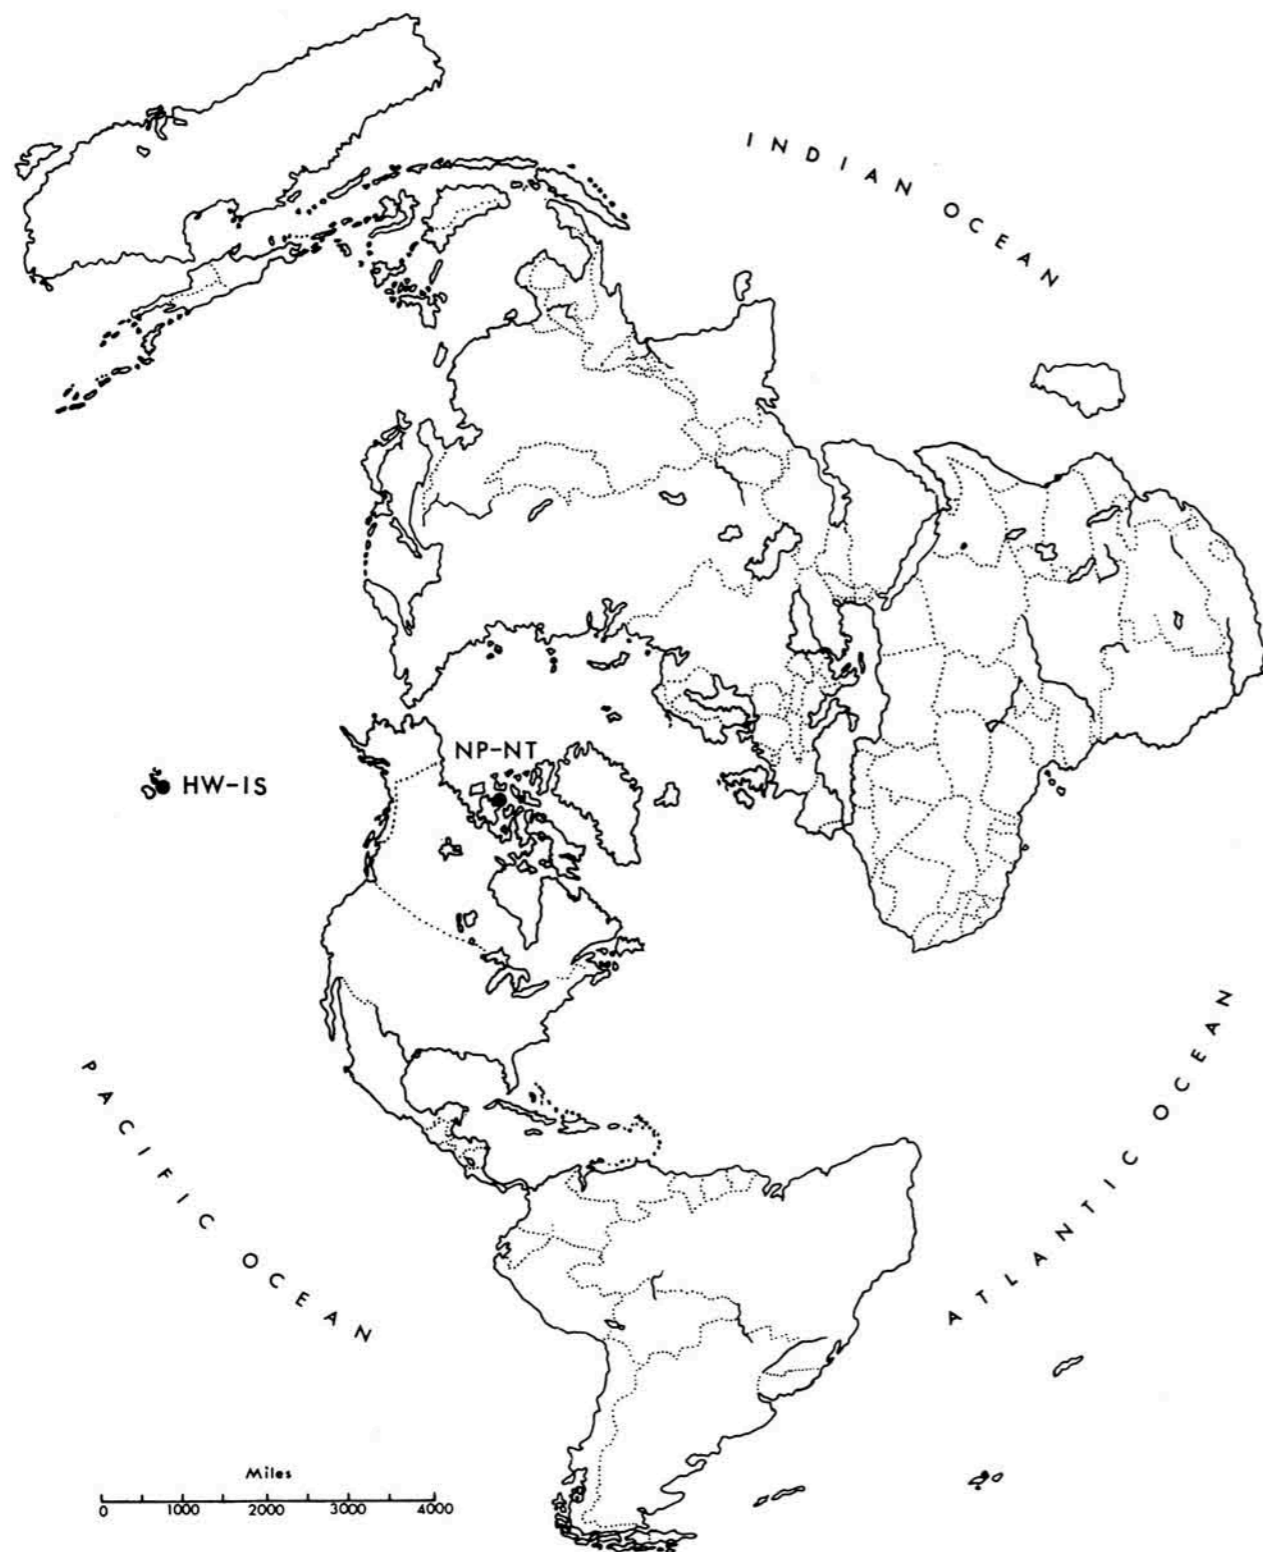 INDIAN OCEAN
NP-NT
HW-IS
PACIFIC OCEAN
ATLANTIC OCEAN
Miles
0 1000 2000 3000 4000